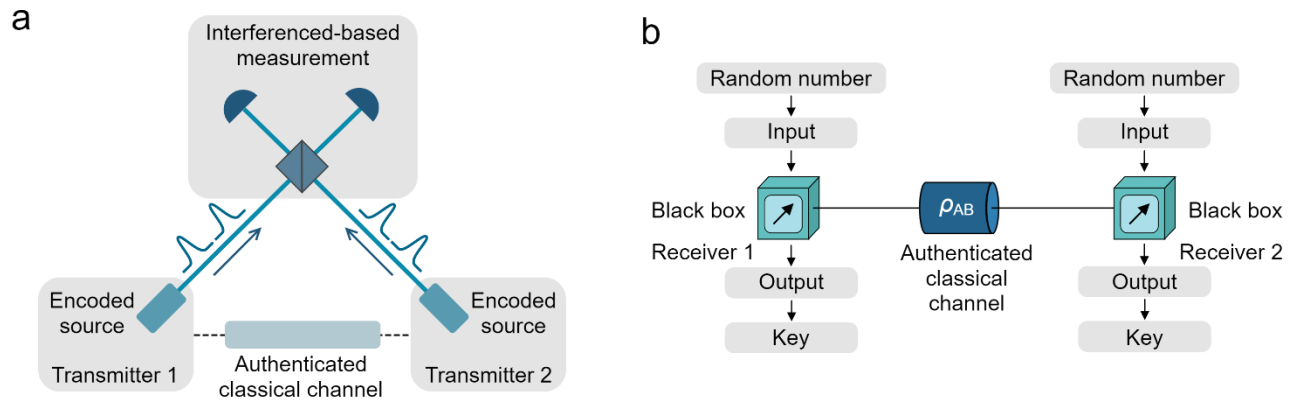 a
Interferenced-based
measurement
Encoded
source
Transmitter 1
Authenticated
classical channel
Encoded
source
Transmitter 2
b
Random number
Input
Black box
Receiver 1
Output
Key
ρAB
Authenticated
classical
channel
Random number
Input
Black box
Receiver 2
Output
Key